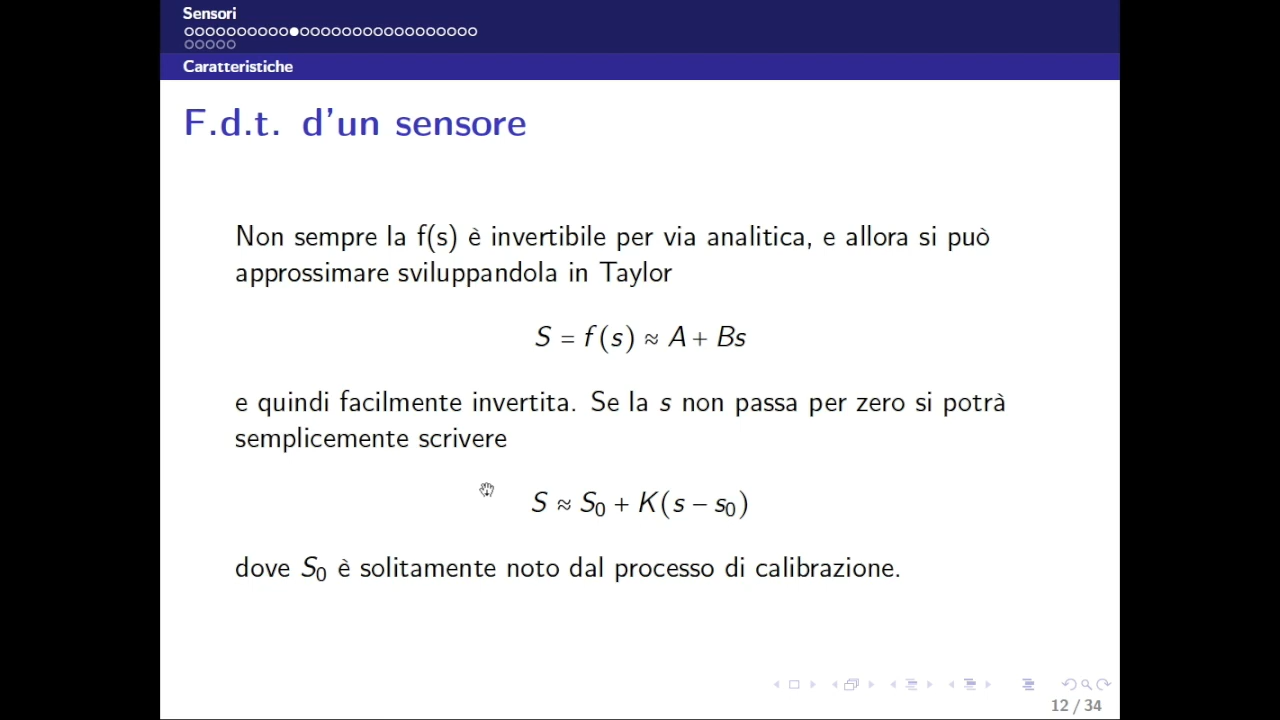 Sensori
Caratteristiche
F.d.t. d'un sensore
Non sempre la f(s) è invertibile per via analitica, e allora si può
approssimare sviluppandola in Taylor
S = f(s) ≈ A + Bs
e quindi facilmente invertita. Se la s non passa per zero si potrà
semplicemente scrivere
S ≈ S₀ + K(s − s₀)
dove S₀ è solitamente noto dal processo di calibrazione.
12 / 34